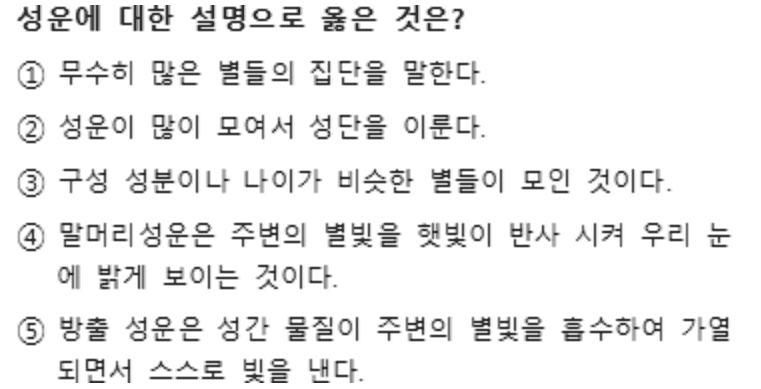 성운에 대한 설명으로 옳은 것은?
① 무수히 많은 별들의 집단을 말한다.
② 성운이 많이 모여서 성단을 이룬다.
③ 구성 성분이나 나이가 비슷한 별들이 모인 것이다.
④ 말머리성운은 주변의 별빛을 햇빛이 반사 시켜 우리 눈
에 밝게 보이는 것이다.
⑤ 방출 성운은 성간 물질이 주변의 별빛을 흡수하여 가열
되면서 스스로 빛을 낸다.